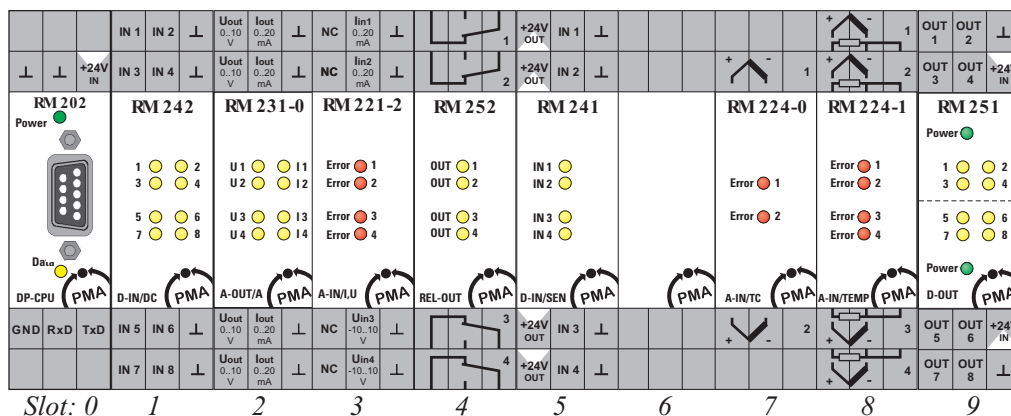 IN 1 IN 2 ⊥ Uout 0..10 V Iout 0..20 mA ⊥ NC Iin1 0..20 mA ⊥ 1 +24V OUT IN 1 ⊥ + - 1 OUT 1 OUT 2 ⊥
⊥ ⊥ +24V IN IN 3 IN 4 ⊥ Uout 0..10 V Iout 0..20 mA ⊥ NC Iin2 0..20 mA ⊥ 2 +24V OUT IN 2 ⊥ + - 1 + - 2 OUT 3 OUT 4 +24V IN
RM 202 RM 242 RM 231-0 RM 221-2 RM 252 RM 241 RM 224-0 RM 224-1 RM 251
Power Power
1 2 U 1 I 1 Error 1 OUT 1 IN 1 Error 1 1 2
3 4 U 2 I 2 Error 2 OUT 2 IN 2 Error 1 Error 2 3 4
5 6 U 3 I 3 Error 3 OUT 3 IN 3 Error 2 Error 3 5 6
7 8 U 4 I 4 Error 4 OUT 4 IN 4 Error 4 7 8
Data Power
DP-CPU PMA D-IN/DC PMA A-OUT/A PMA A-IN/I,U PMA REL-OUT PMA D-IN/SEN PMA PMA A-IN/TC PMA A-IN/TEMP PMA D-OUT PMA
GND RxD TxD IN 5 IN 6 ⊥ Uout 0..10 V Iout 0..20 mA ⊥ NC Uin3 -10..10 V ⊥ 3 +24V OUT IN 3 ⊥ + - 2 + - 3 OUT 5 OUT 6 +24V IN
IN 7 IN 8 ⊥ Uout 0..10 V Iout 0..20 mA ⊥ NC Uin4 -10..10 V ⊥ 4 +24V OUT IN 4 ⊥ + - 4 OUT 7 OUT 8 ⊥
Slot: 0 1 2 3 4 5 6 7 8 9